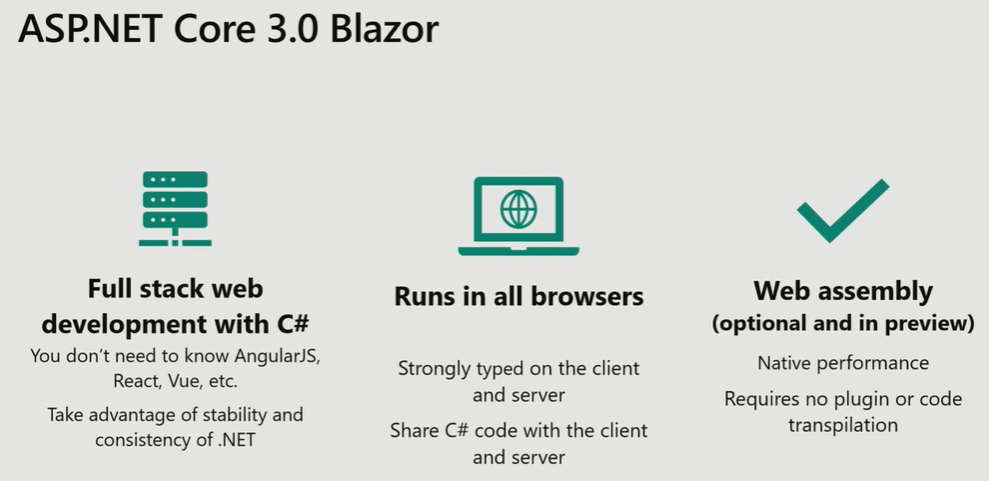 ASP.NET Core 3.0 Blazor
Full stack web
development with C#
You don't need to know AngularJS,
React, Vue, etc.
Take advantage of stability and
consistency of .NET
Runs in all browsers
Strongly typed on the client
and server
Share C# code with the client
and server
Web assembly
(optional and in preview)
Native performance
Requires no plugin or code
transpilation